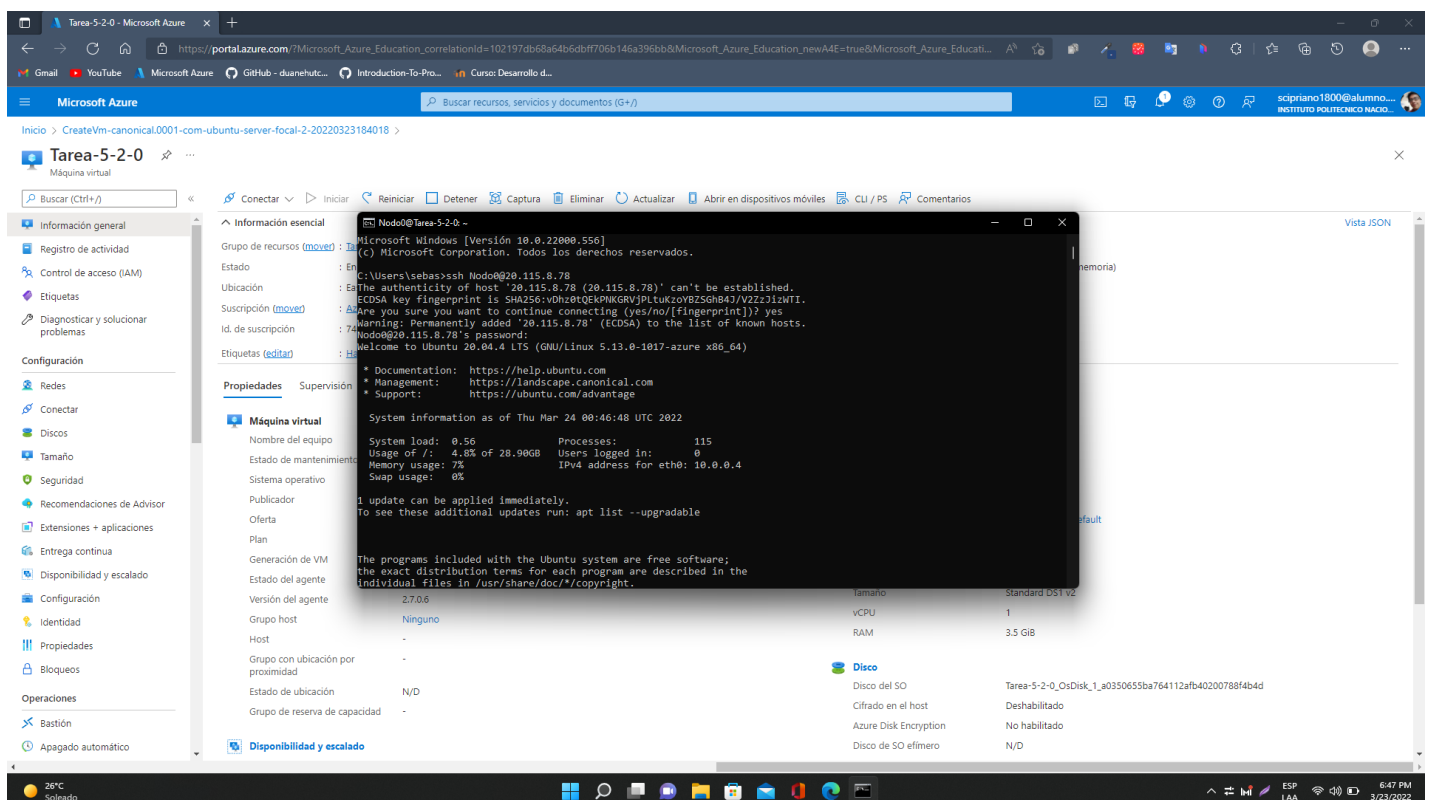 Tarea-5-2-0 - Microsoft Azure
https://portal.azure.com/?Microsoft_Azure_Education_correlationId=102197db68a64b6dbff706b146a396bb&Microsoft_Azure_Education_newA4E=true&Microsoft_Azure_Educati...
Gmail YouTube Microsoft Azure GitHub - duanehutc... Introduction-To-Pro... Curso: Desarrollo d...
Microsoft Azure
Buscar recursos, servicios y documentos (G+/)
1
scipriano1800@alumno....
INSTITUTO POLITECNICO NACIO...
Inicio > CreateVm-canonical.0001-com-ubuntu-server-focal-2-20220323184018 >
Tarea-5-2-0
Máquina virtual
Buscar (Ctrl+/)
Conectar Iniciar Reiniciar Detener Captura Eliminar Actualizar Abrir en dispositivos móviles CLI / PS Comentarios
Información general
Registro de actividad
Control de acceso (IAM)
Etiquetas
Diagnosticar y solucionar
problemas
Configuración
Redes
Conectar
Discos
Tamaño
Seguridad
Recomendaciones de Advisor
Extensiones + aplicaciones
Entrega continua
Disponibilidad y escalado
Configuración
Identidad
Propiedades
Bloqueos
Operaciones
Bastión
Apagado automático
Información esencial
Vista JSON
Grupo de recursos (mover) : Ta
Estado : En
Ubicación : Ea
Suscripción (mover) : Az
Id. de suscripción : 74
Etiquetas (editar) : Ha
memoria)
Propiedades Supervisión
Máquina virtual
Nombre del equipo
Estado de mantenimiento
Sistema operativo
Publicador
Oferta
Plan
Generación de VM
Estado del agente
Versión del agente 2.7.0.6
Grupo host Ninguno
Host -
Grupo con ubicación por
proximidad -
Estado de ubicación N/D
Grupo de reserva de capacidad -
Disponibilidad y escalado
efault
Tamaño Standard DS1 v2
vCPU 1
RAM 3.5 GiB
Disco
Disco del SO Tarea-5-2-0_OsDisk_1_a0350655ba764112afb40200788f4b4d
Cifrado en el host Deshabilitado
Azure Disk Encryption No habilitado
Disco de SO efímero N/D
Nodo0@Tarea-5-2-0: ~
Microsoft Windows [Versión 10.0.22000.556]
(c) Microsoft Corporation. Todos los derechos reservados.
C:\Users\sebas>ssh Nodo0@20.115.8.78
The authenticity of host '20.115.8.78 (20.115.8.78)' can't be established.
ECDSA key fingerprint is SHA256:vDhz0tQEkPNKGRVjPLtuKzoYBZSGhB4J/V2ZzJizWTI.
Are you sure you want to continue connecting (yes/no/[fingerprint])? yes
Warning: Permanently added '20.115.8.78' (ECDSA) to the list of known hosts.
Nodo0@20.115.8.78's password:
Welcome to Ubuntu 20.04.4 LTS (GNU/Linux 5.13.0-1017-azure x86_64)
* Documentation: https://help.ubuntu.com
* Management: https://landscape.canonical.com
* Support: https://ubuntu.com/advantage
System information as of Thu Mar 24 00:46:48 UTC 2022
System load: 0.56 Processes: 115
Usage of /: 4.8% of 28.90GB Users logged in: 0
Memory usage: 7% IPv4 address for eth0: 10.0.0.4
Swap usage: 0%
1 update can be applied immediately.
To see these additional updates run: apt list --upgradable
The programs included with the Ubuntu system are free software;
the exact distribution terms for each program are described in the
individual files in /usr/share/doc/*/copyright.
26°C
Soleado
ESP
LAA
6:47 PM
3/23/2022